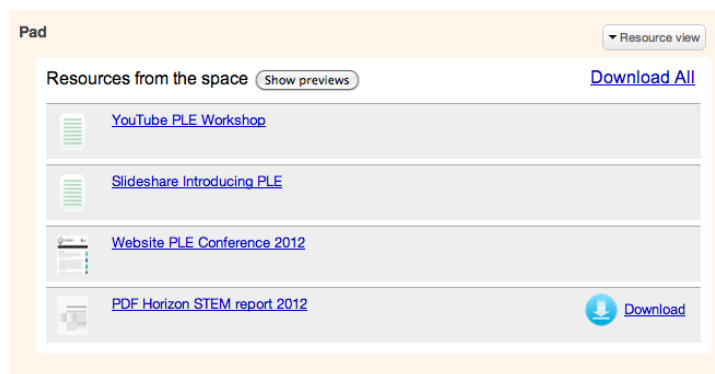 Pad
Resource view
Resources from the space Show previews Download All
YouTube PLE Workshop
Slideshare Introducing PLE
Website PLE Conference 2012
PDF Horizon STEM report 2012 Download